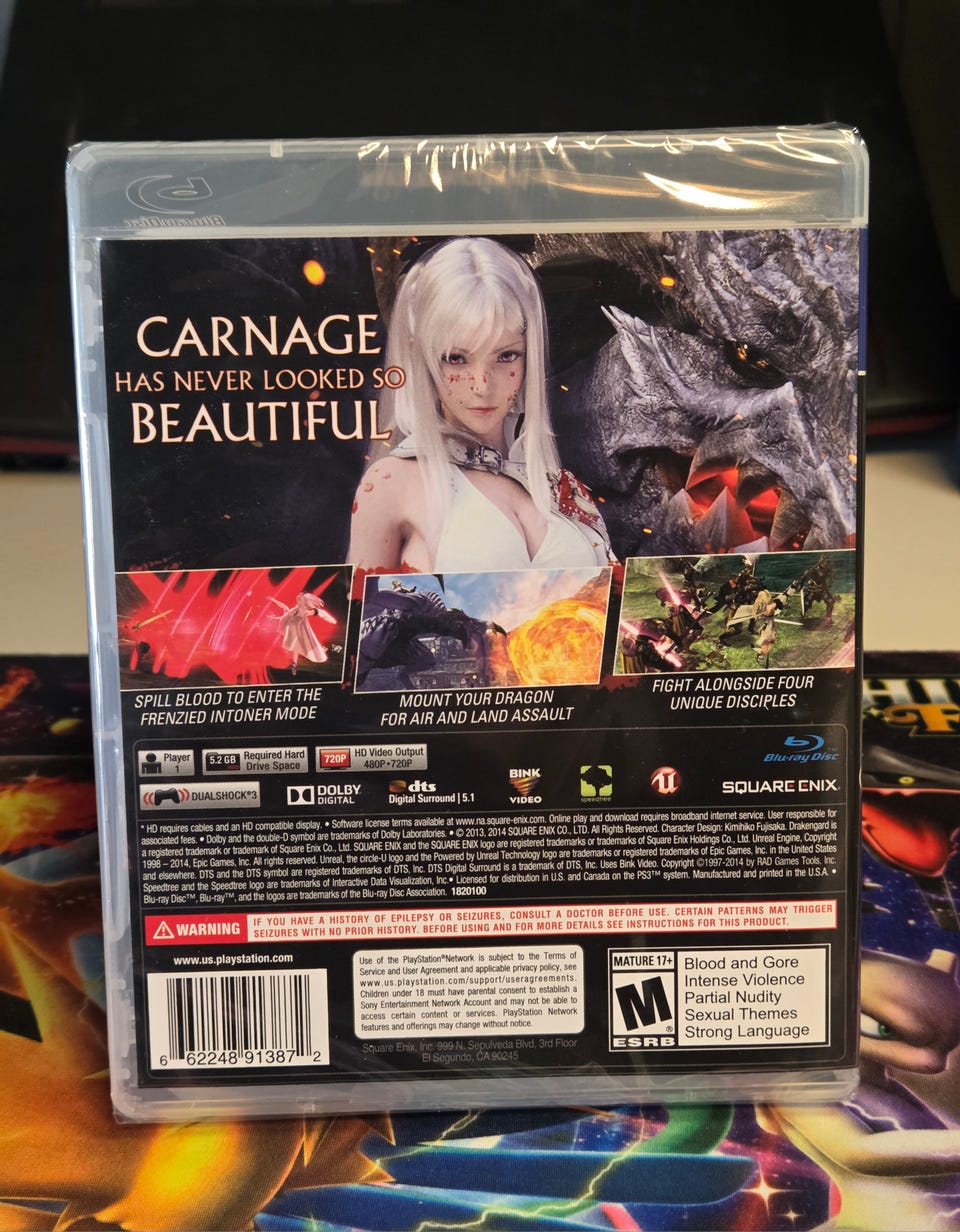 CARNAGE
HAS NEVER LOOKED SO
BEAUTIFUL
SPILL BLOOD TO ENTER THE
FRENZIED INTONER MODE
MOUNT YOUR DRAGON
FOR AIR AND LAND ASSAULT
FIGHT ALONGSIDE FOUR
UNIQUE DISCIPLES
Player
1
5.2 GB
Required Hard
Drive Space
720P
HD Video Output
480P•720P
Blu-ray Disc™
DUALSHOCK®3
DOLBY
DIGITAL
dts
Digital Surround | 5.1
BINK
VIDEO
speedtree
SQUARE ENIX.
* HD requires cables and an HD compatible display. • Software license terms available at www.na.square-enix.com. Online play and download requires broadband internet service. User responsible for
associated fees. • Dolby and the double-D symbol are trademarks of Dolby Laboratories. • © 2013, 2014 SQUARE ENIX CO., LTD. All Rights Reserved. Character Design: Kimihiko Fujisaka. Drakengard is
a registered trademark or trademark of Square Enix Co., Ltd. SQUARE ENIX and the SQUARE ENIX logo are registered trademarks or trademarks of Square Enix Holdings Co., Ltd. Unreal Engine, Copyright
1998 – 2014, Epic Games, Inc. All rights reserved. Unreal, the circle-U logo and the Powered by Unreal Technology logo are trademarks or registered trademarks of Epic Games, Inc. in the United States
and elsewhere. DTS and the DTS symbol are registered trademarks of DTS, Inc. DTS Digital Surround is a trademark of DTS, Inc. Uses Bink Video. Copyright ©1997-2014 by RAD Games Tools, Inc.
Speedtree and the Speedtree logo are trademarks of Interactive Data Visualization, Inc.• Licensed for distribution in U.S. and Canada on the PS3™ system. Manufactured and printed in the U.S.A. •
Blu-ray Disc™, Blu-ray™, and the logos are trademarks of the Blu-ray Disc Association. 1820100
WARNING
IF YOU HAVE A HISTORY OF EPILEPSY OR SEIZURES, CONSULT A DOCTOR BEFORE USE. CERTAIN PATTERNS MAY TRIGGER
SEIZURES WITH NO PRIOR HISTORY. BEFORE USING AND FOR MORE DETAILS SEE INSTRUCTIONS FOR THIS PRODUCT.
www.us.playstation.com
6 62248 91387 2
Use of the PlayStation®Network is subject to the Terms of
Service and User Agreement and applicable privacy policy, see
www.us.playstation.com/support/useragreements.
Children under 18 must have parental consent to establish a
Sony Entertainment Network Account and may not be able to
access certain content or services. PlayStation Network
features and offerings may change without notice.
Square Enix, Inc. 999 N. Sepulveda Blvd, 3rd Floor
El Segundo, CA 90245
MATURE 17+
M
®
ESRB
Blood and Gore
Intense Violence
Partial Nudity
Sexual Themes
Strong Language